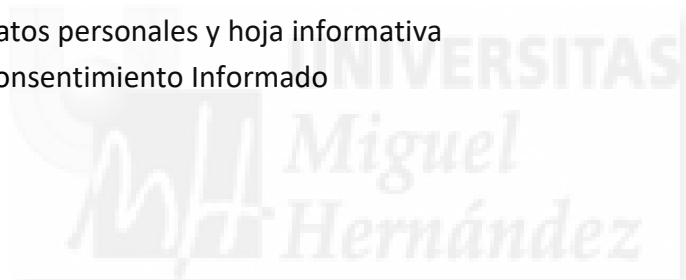 atos personales y hoja informativa
onsentimiento Informado
UNIVERSITAS
Miguel
Hernández